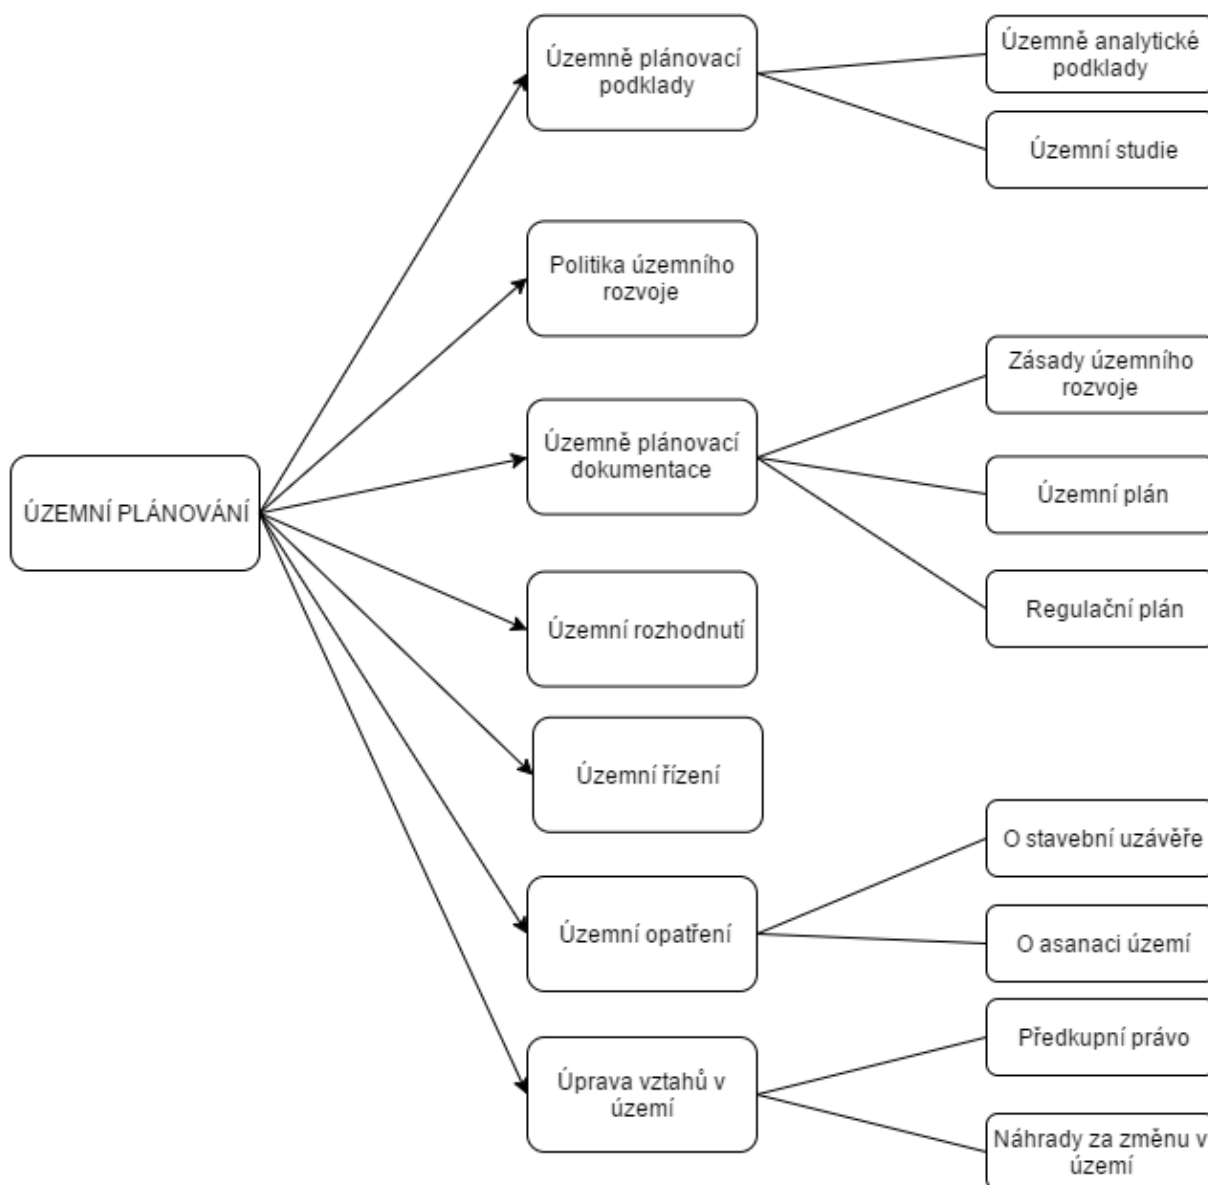 ÚZEMNÍ PLÁNOVÁNÍ
Územně plánovací
podklady
Územně analytické
podklady
Územní studie
Politika územního
rozvoje
Územně plánovací
dokumentace
Zásady územního
rozvoje
Územní plán
Regulační plán
Územní rozhodnutí
Územní řízení
Územní opatření
O stavební uzávěře
O asanaci území
Úprava vztahů v
území
Předkupní právo
Náhrady za změnu v
území